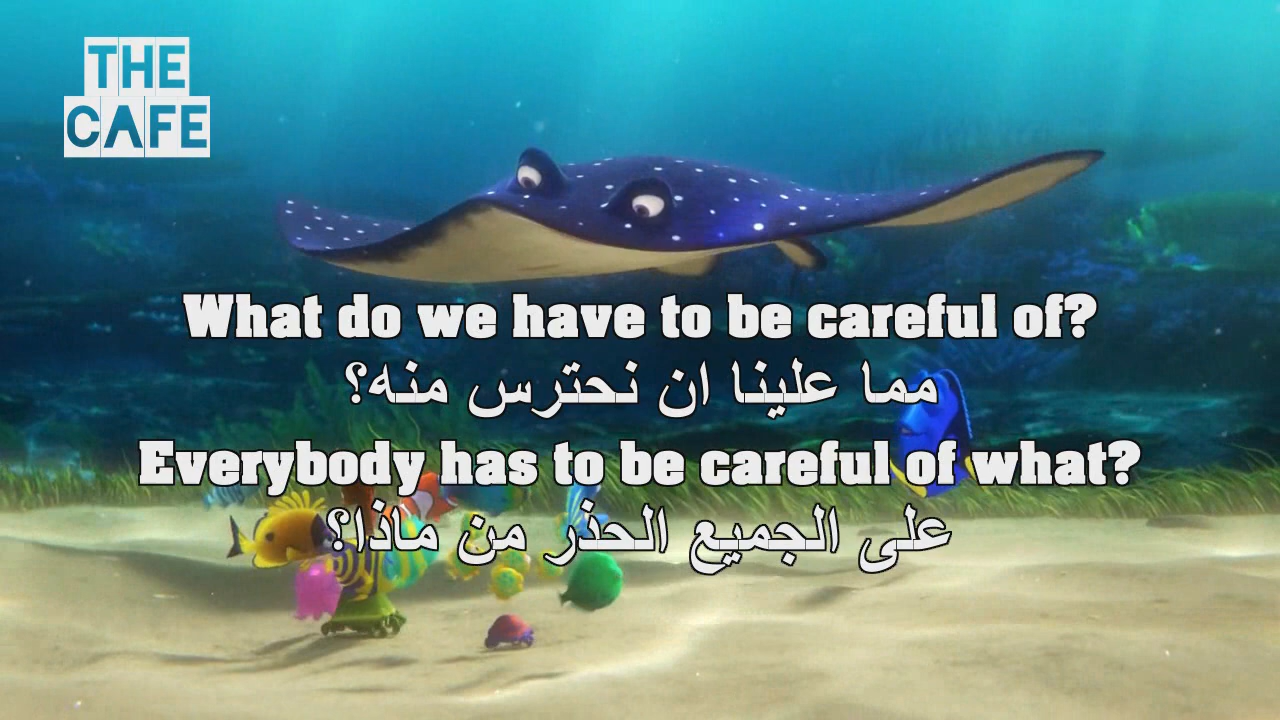 THE
CAFE
What do we have to be careful of?
مما علينا ان نحترس منه؟
Everybody has to be careful of what?
على الجميع الحذر من ماذا؟